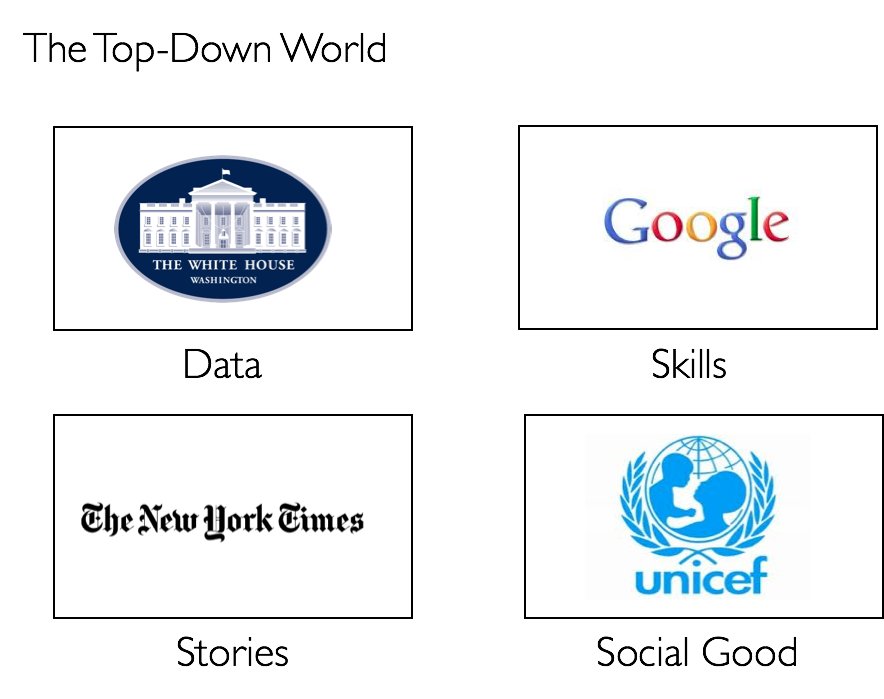 The Top-Down World
THE WHITE HOUSE
WASHINGTON
Google
Data
Skills
The New York Times
unicef
Stories
Social Good